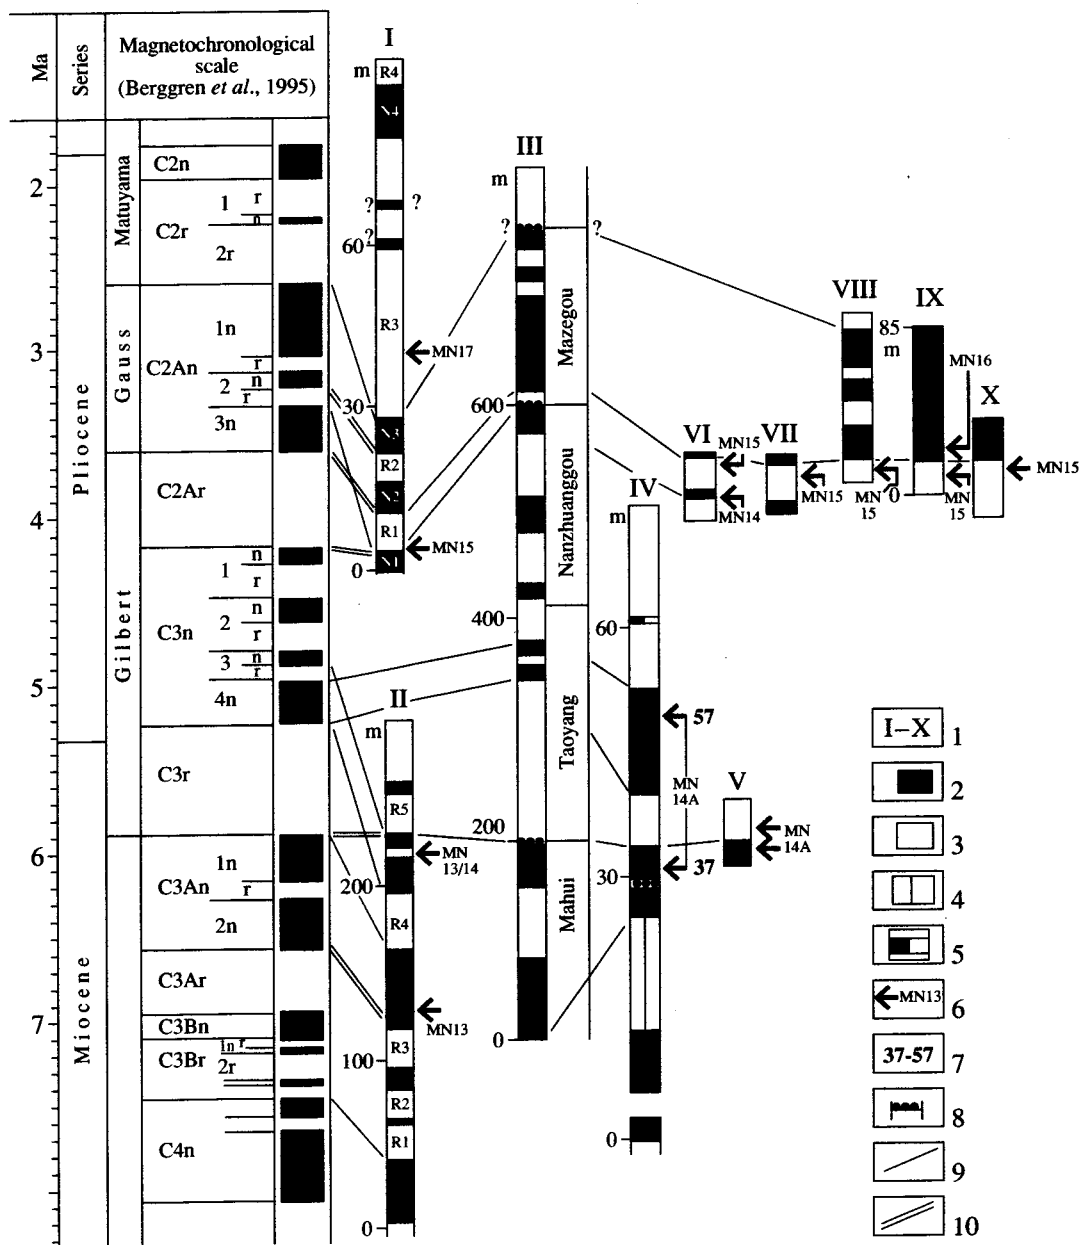 Ma
Series
Magnetochronological
scale
(Berggren et al., 1995)
2
3
4
5
6
7
Pliocene
Miocene
Matuyama
Gauss
Gilbert
C2n
C2r
1 r
n
2r
C2An
1n
r
2 n
r
3n
C2Ar
C3n
1 n
r
2 n
r
3 n
r
4n
C3r
C3An
1n
r
2n
C3Ar
C3Bn
C3Br
1n r
2r
C4n
I
m
R4
N4
? ?
?
60
R3
MN17
30
N3
R2
N2
R1
MN15
N1
0
II
m
R5
MN
13/14
200
R4
MN13
R3
100
R2
R1
0
III
m
? ?
600
400
200
0
Mazegou
Nanzhuanggou
Taoyang
Mahui
IV
m
60
57
MN
14A
37
30
0
V
MN
14A
VI
MN15
MN14
VII
MN15
VIII
MN
15
IX
85
m
0
MN16
MN
15
X
MN15
I–X 1
2
3
4
5
MN13 6
37-57 7
8
9
10